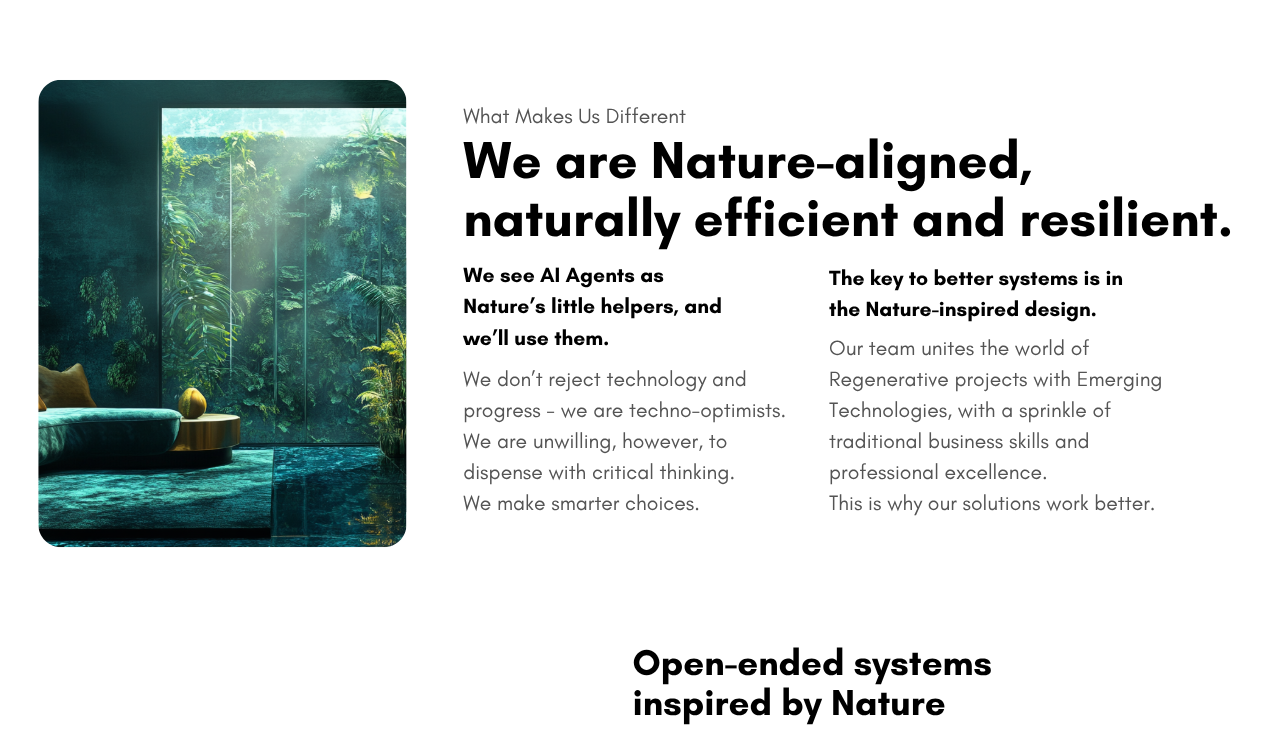 What Makes Us Different
We are Nature-aligned,
naturally efficient and resilient.
We see AI Agents as
Nature’s little helpers, and
we’ll use them.
We don’t reject technology and
progress - we are techno-optimists.
We are unwilling, however, to
dispense with critical thinking.
We make smarter choices.
The key to better systems is in
the Nature-inspired design.
Our team unites the world of
Regenerative projects with Emerging
Technologies, with a sprinkle of
traditional business skills and
professional excellence.
This is why our solutions work better.
Open-ended systems
inspired by Nature